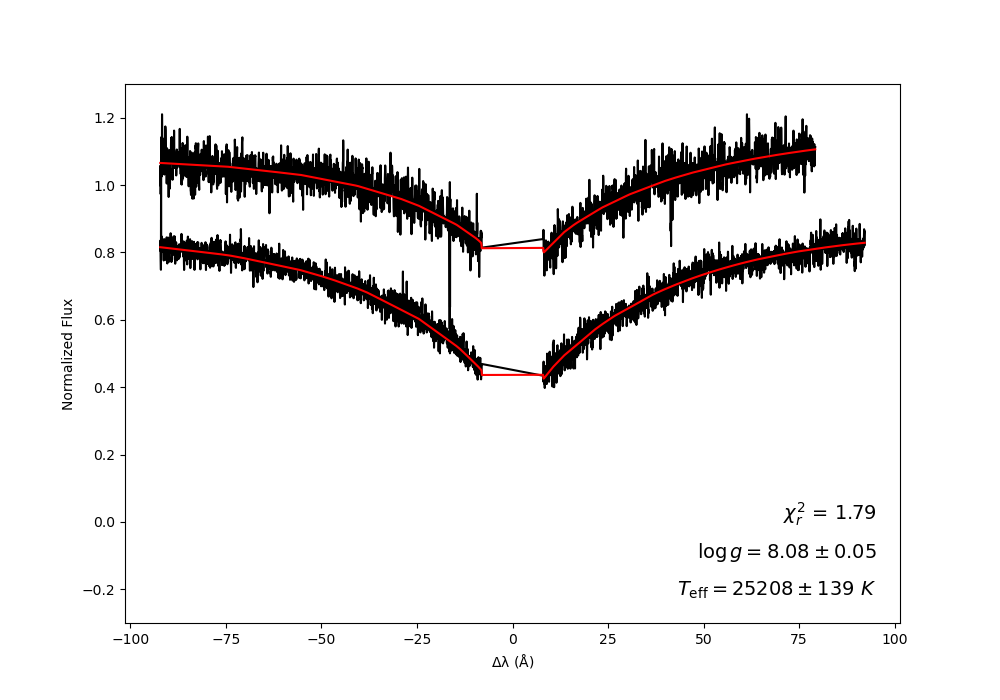 1.2
1.0
0.8
0.6
0.4
0.2
0.0
−0.2
Normalized Flux
χ²ᵣ = 1.79
log g = 8.08 ± 0.05
T_eff = 25208 ± 139 K
−100 −75 −50 −25 0 25 50 75 100
Δλ (Å)